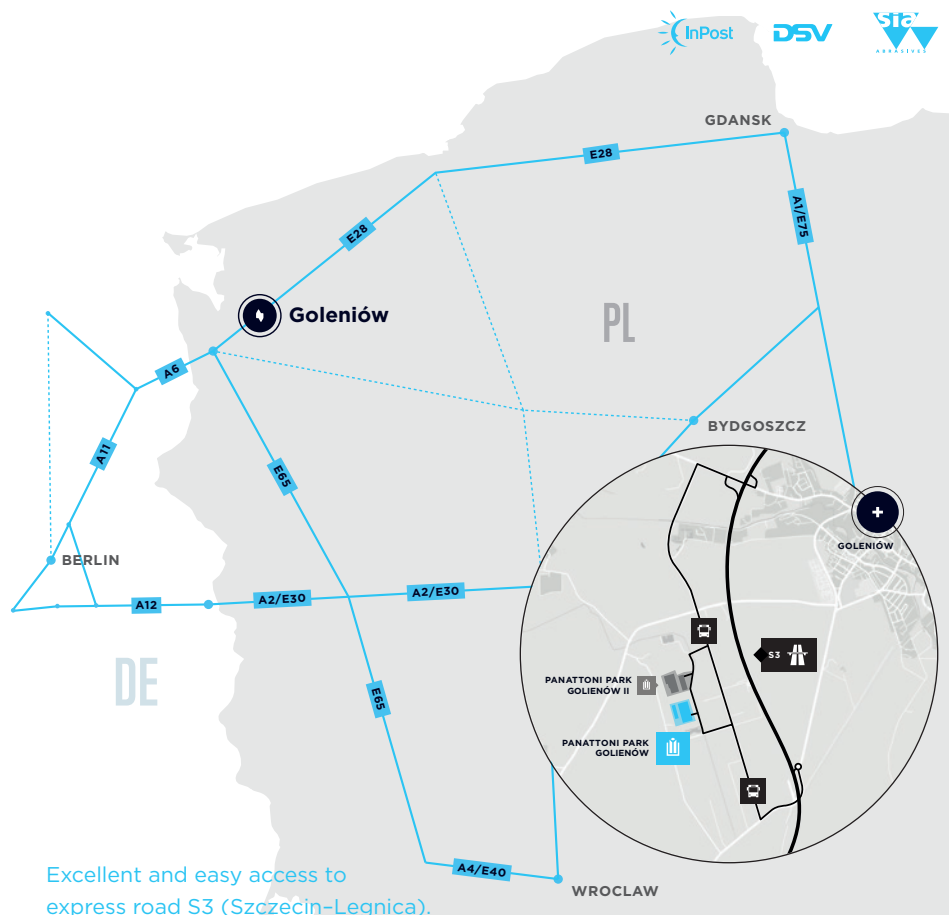 InPost
DSV
sia
ABRASIVES
GDANSK
E28
E28
A1/E75
Goleniów
PL
A6
BYDGOSZCZ
A11
E65
GOLENIÓW
BERLIN
A12
A2/E30
A2/E30
S3
DE
PANATTONI PARK
GOLIENÓW II
E65
PANATTONI PARK
GOLIENÓW
A4/E40
WROCLAW
Excellent and easy access to
express road S3 (Szczecin–Legnica).